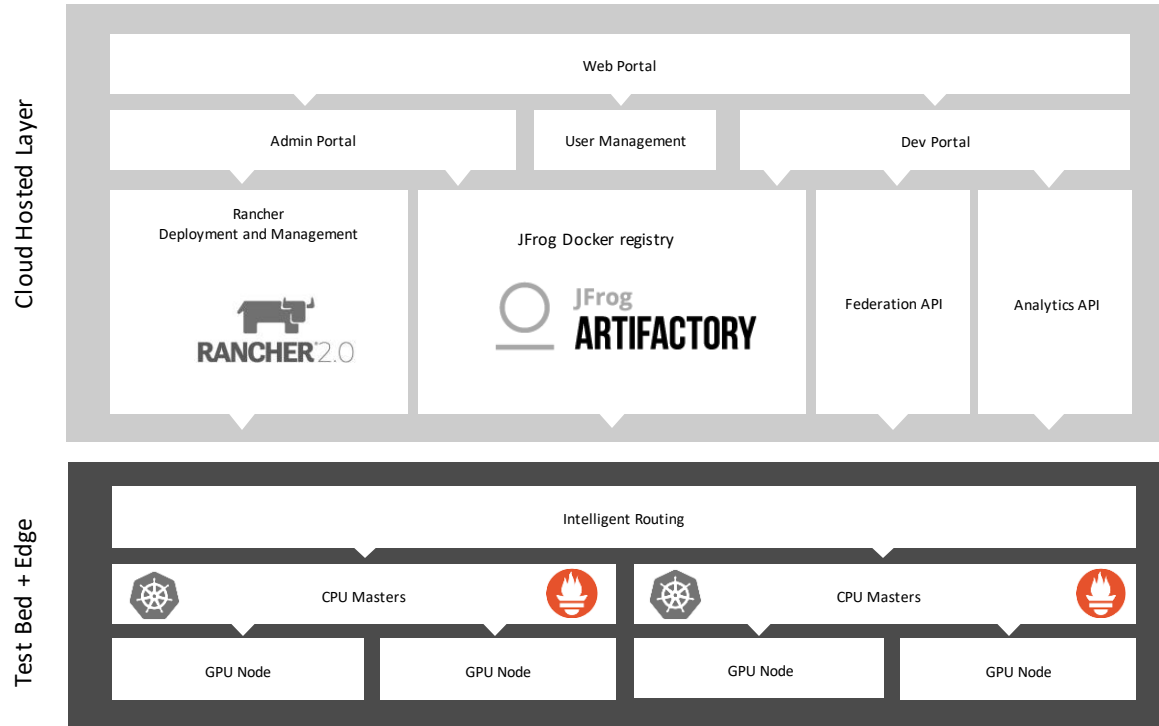 Cloud Hosted Layer
Web Portal
Admin Portal
User Management
Dev Portal
Rancher
Deployment and Management
RANCHER 2.0
JFrog Docker registry
JFrog
ARTIFACTORY
Federation API
Analytics API
Test Bed + Edge
Intelligent Routing
CPU Masters
CPU Masters
GPU Node
GPU Node
GPU Node
GPU Node